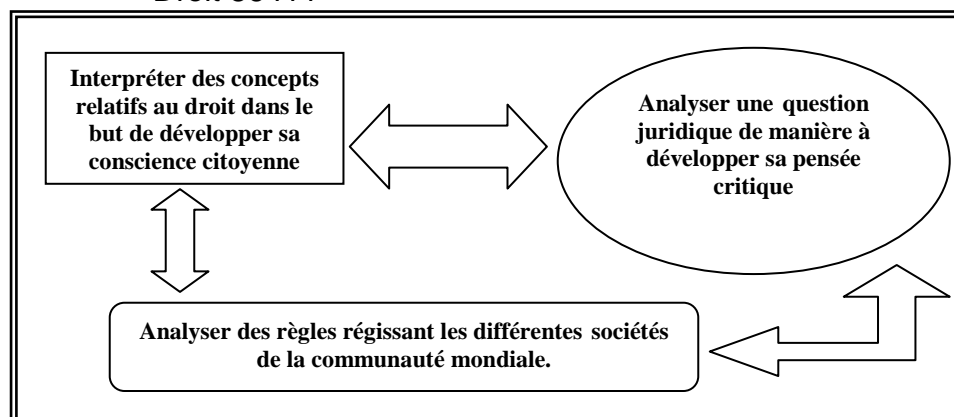 Interpréter des concepts
relatifs au droit dans le
but de développer sa
conscience citoyenne
Analyser une question
juridique de manière à
développer sa pensée
critique
Analyser des règles régissant les différentes sociétés
de la communauté mondiale.